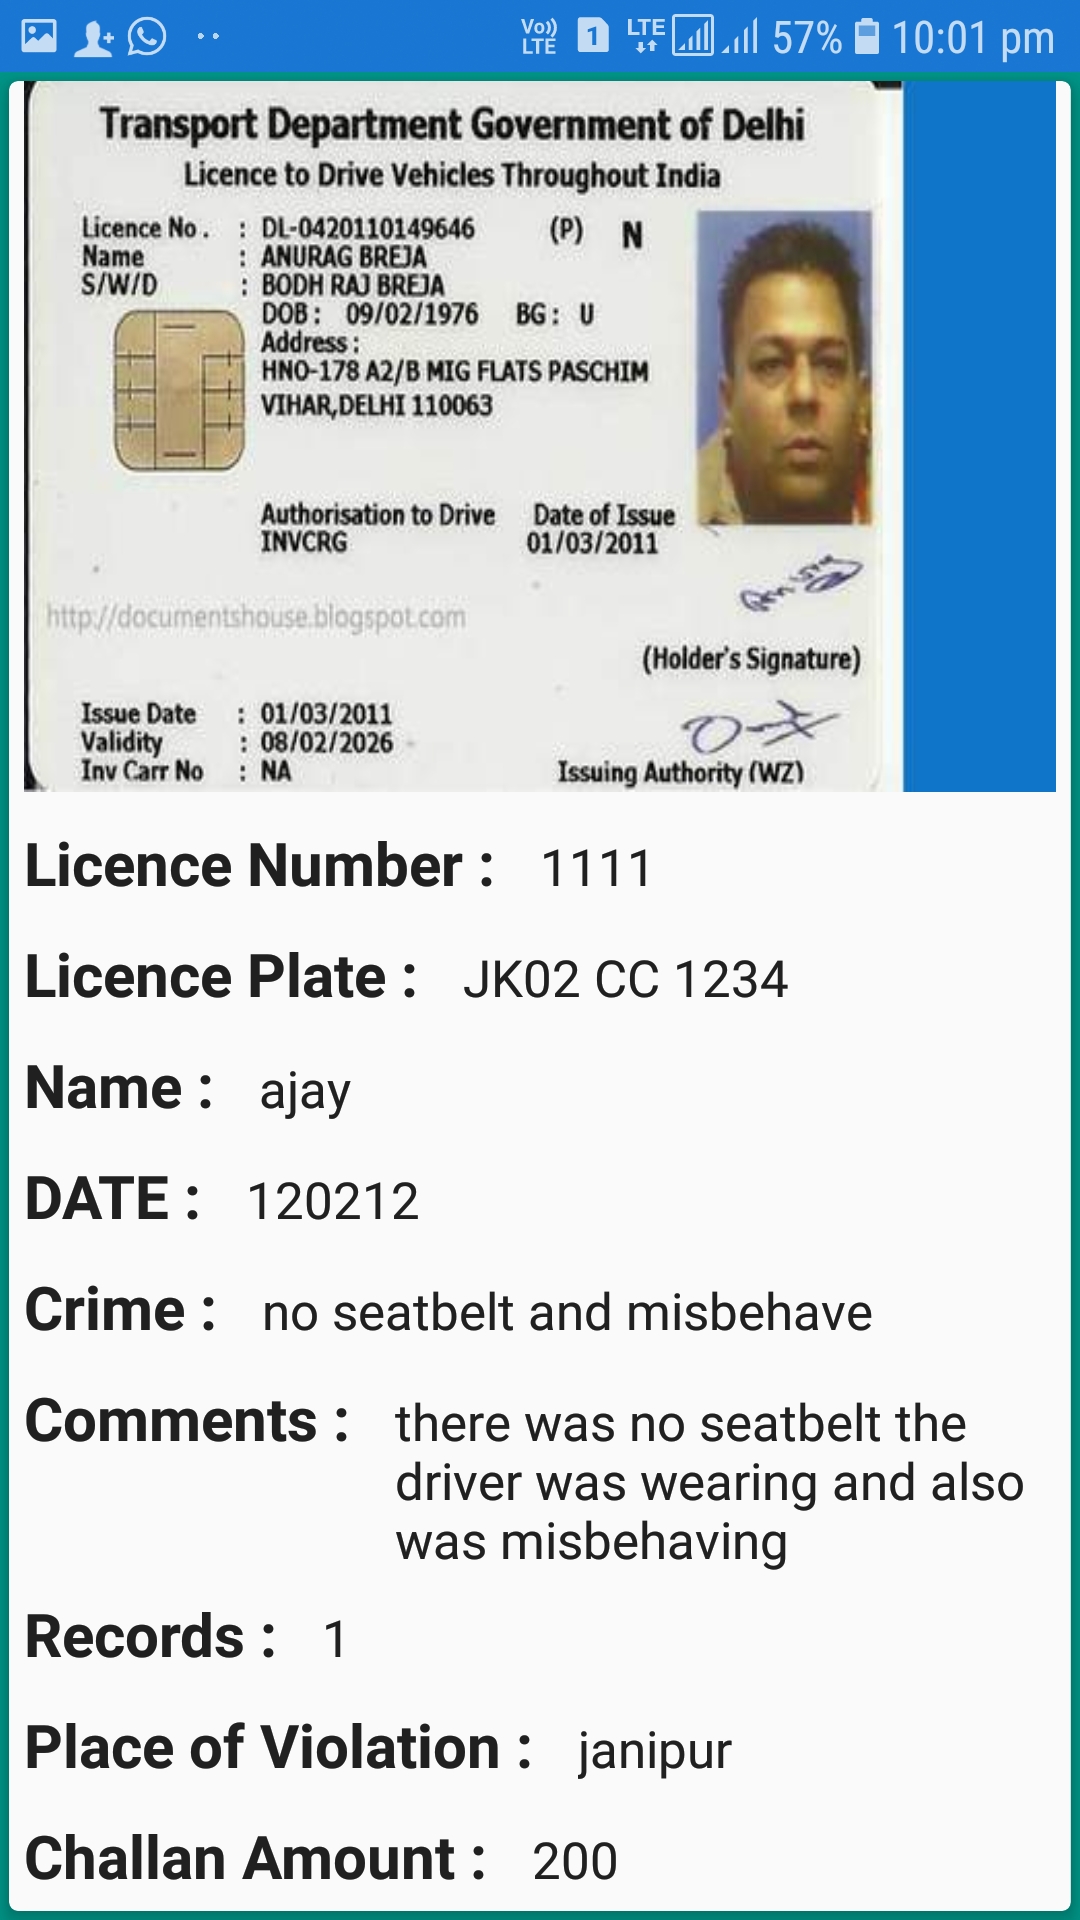 Vo)) LTE 1 LTE 57% 10:01 pm
Transport Department Government of Delhi
Licence to Drive Vehicles Throughout India
Licence No. : DL-0420110149646 (P) N
Name : ANURAG BREJA
S/W/D : BODH RAJ BREJA
DOB : 09/02/1976 BG : U
Address :
HNO-178 A2/B MIG FLATS PASCHIM
VIHAR,DELHI 110063
Authorisation to Drive Date of Issue
INVCRG 01/03/2011
http://documentshouse.blogspot.com
(Holder's Signature)
Issue Date : 01/03/2011
Validity : 08/02/2026
Inv Carr No : NA
Issuing Authority (WZ)
Licence Number : 1111
Licence Plate : JK02 CC 1234
Name : ajay
DATE : 120212
Crime : no seatbelt and misbehave
Comments : there was no seatbelt the
driver was wearing and also
was misbehaving
Records : 1
Place of Violation : janipur
Challan Amount : 200